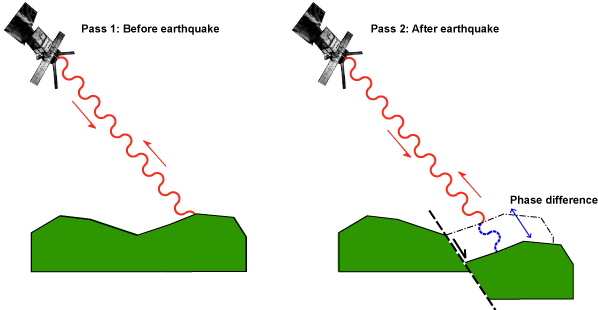 Pass 1: Before earthquake
Pass 2: After earthquake
Phase difference